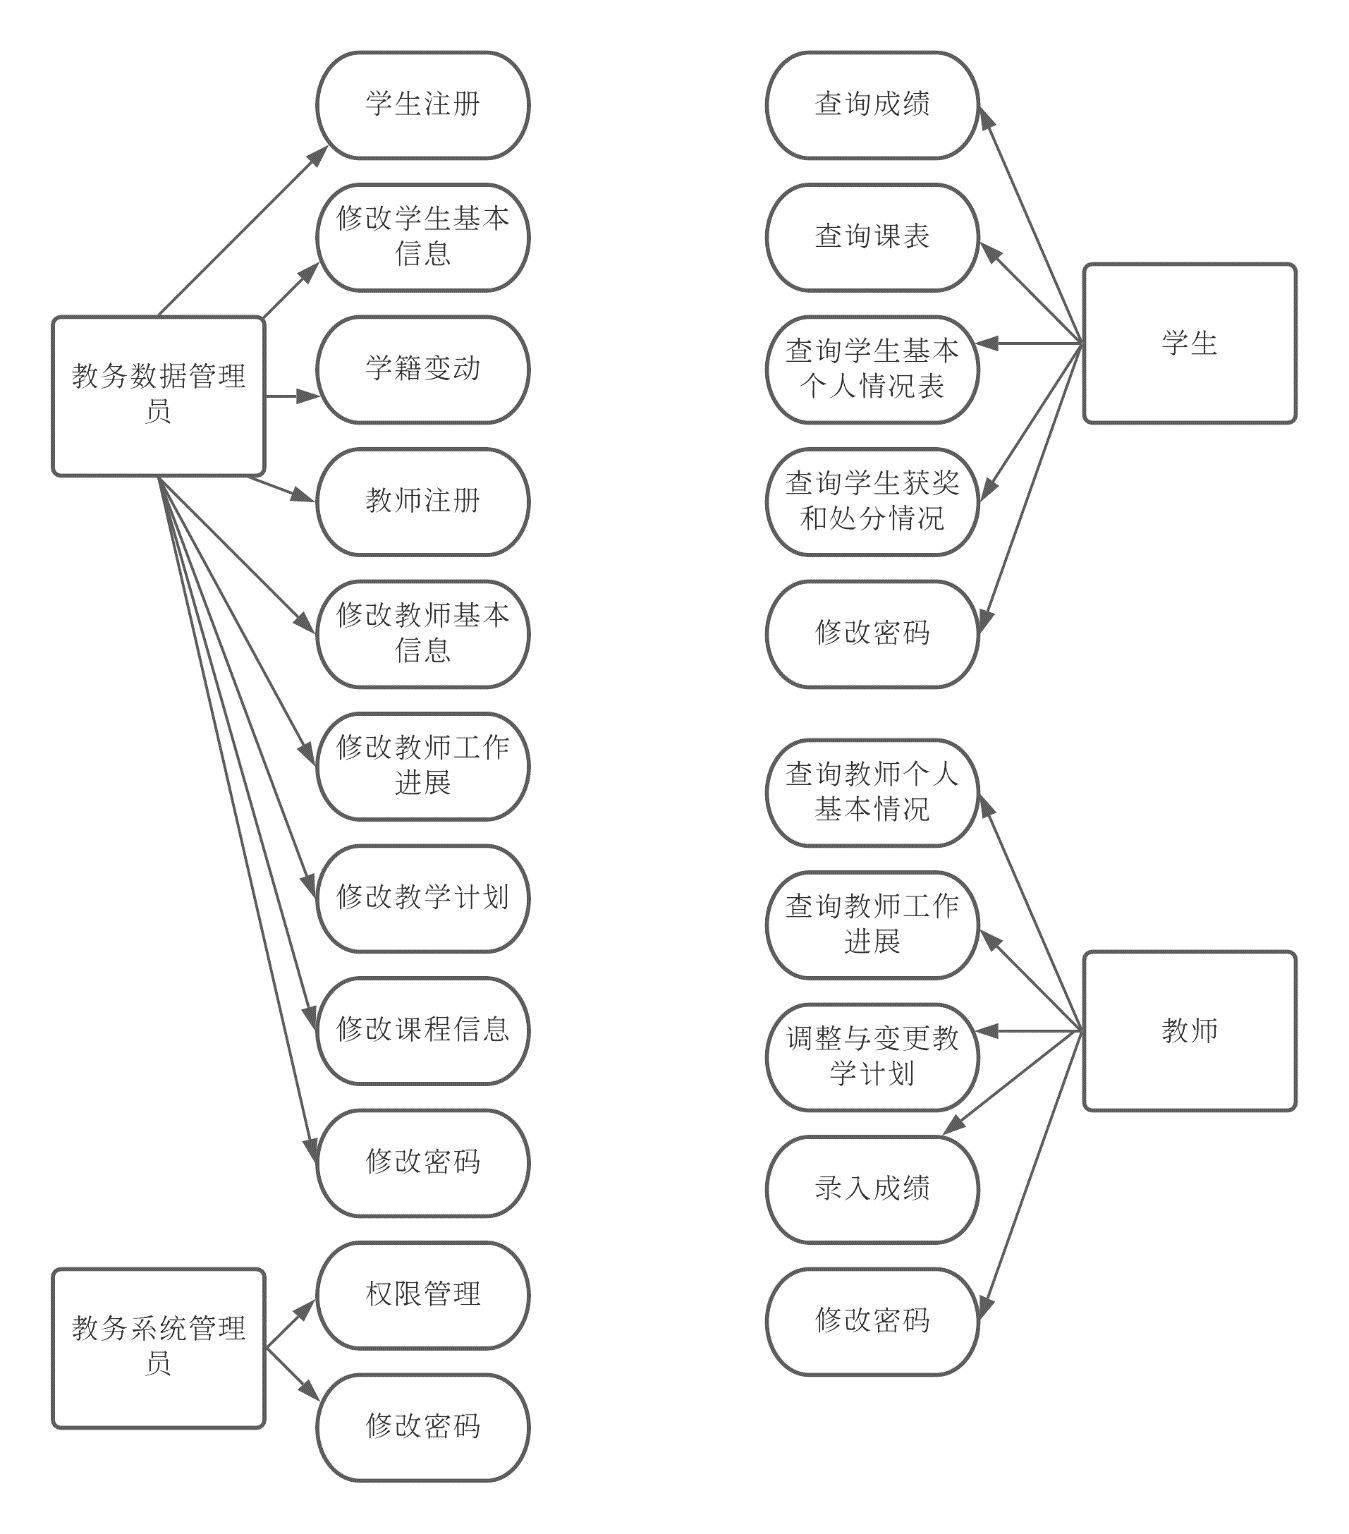 学生注册
修改学生基本
信息
教务数据管理
员
学籍变动
教师注册
修改教师基本
信息
修改教师工作
进展
修改教学计划
修改课程信息
修改密码
教务系统管理
员
权限管理
修改密码
查询成绩
查询课表
查询学生基本
个人情况表
查询学生获奖
和处分情况
修改密码
学生
查询教师个人
基本情况
查询教师工作
进展
调整与变更教
学计划
录入成绩
修改密码
教师